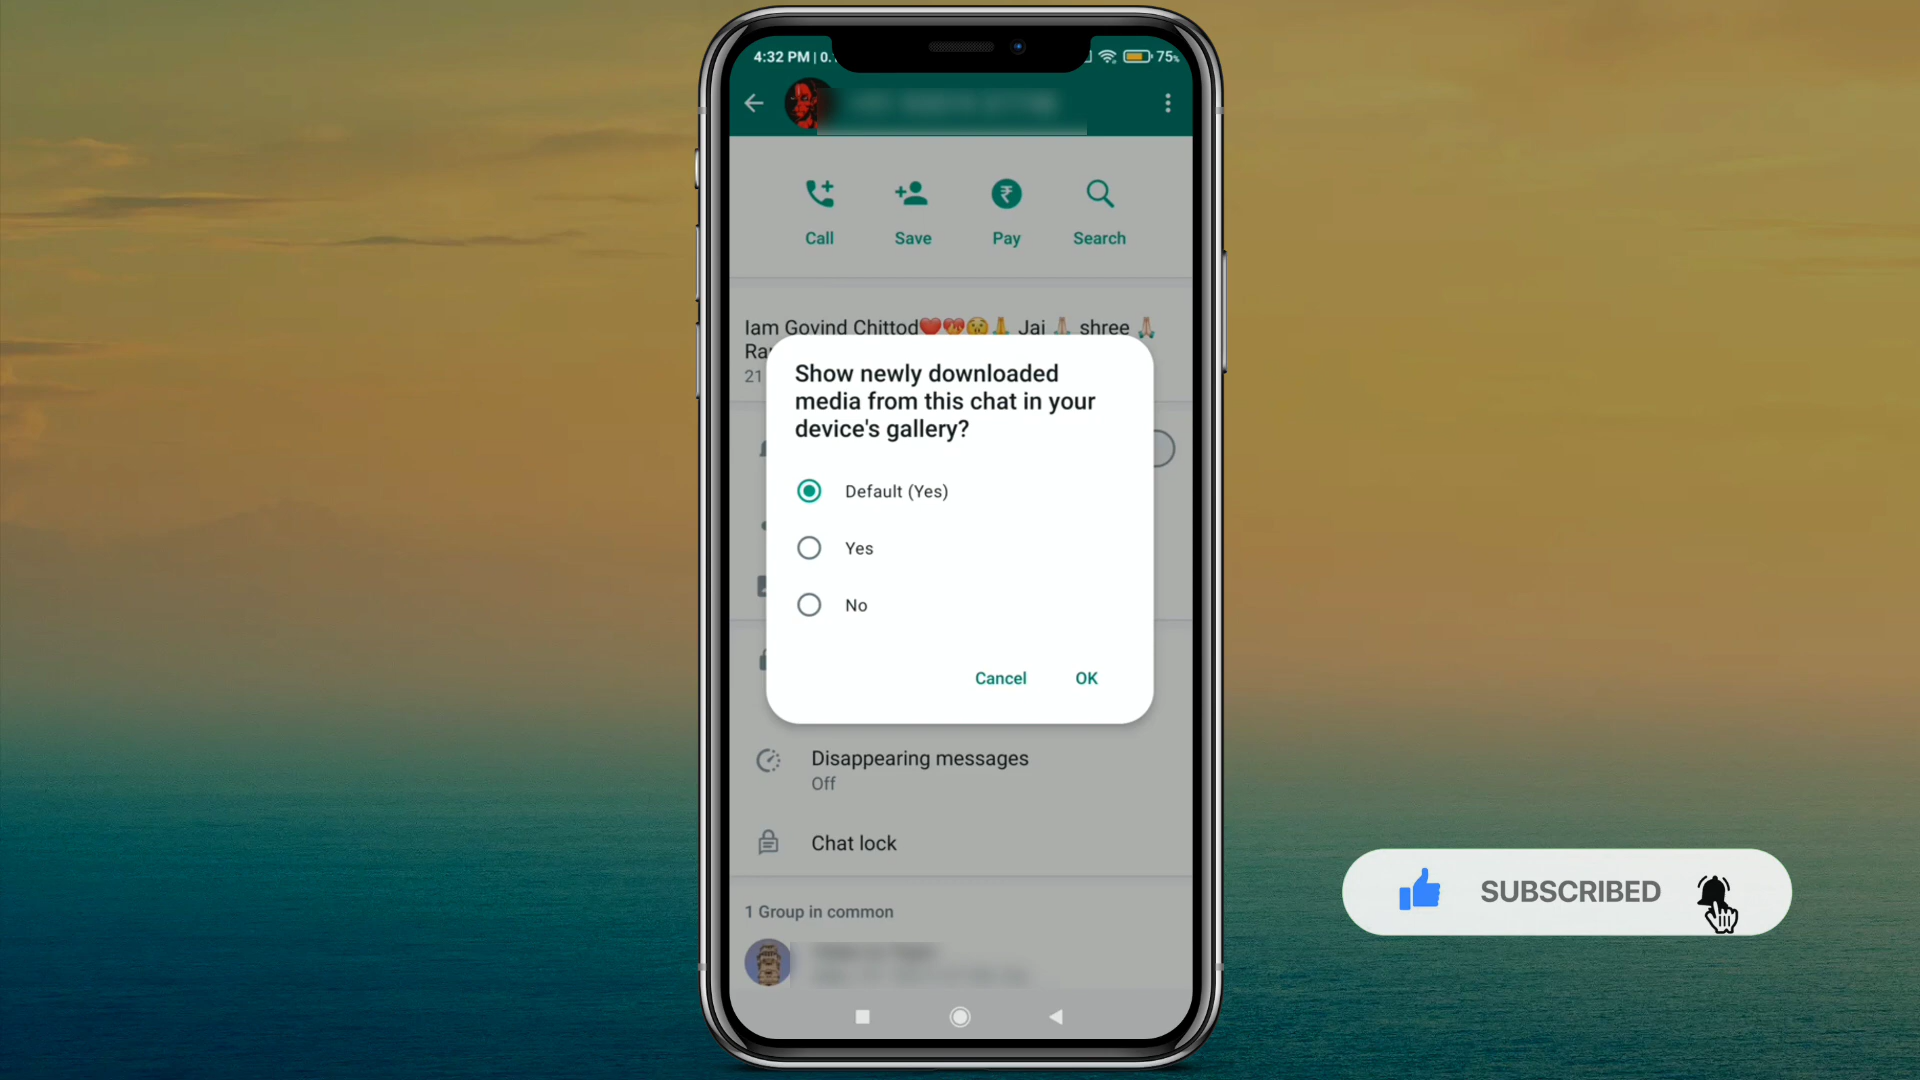 4:32 PM | 0.
75%
Call
Save
Pay
Search
Iam Govind Chittod❤️💖😯🙏 Jai 🙏🏻 shree 🙏🏻
21
Show newly downloaded
media from this chat in your
device's gallery?
Default (Yes)
Yes
No
Cancel
OK
Disappearing messages
Off
Chat lock
1 Group in common
SUBSCRIBED